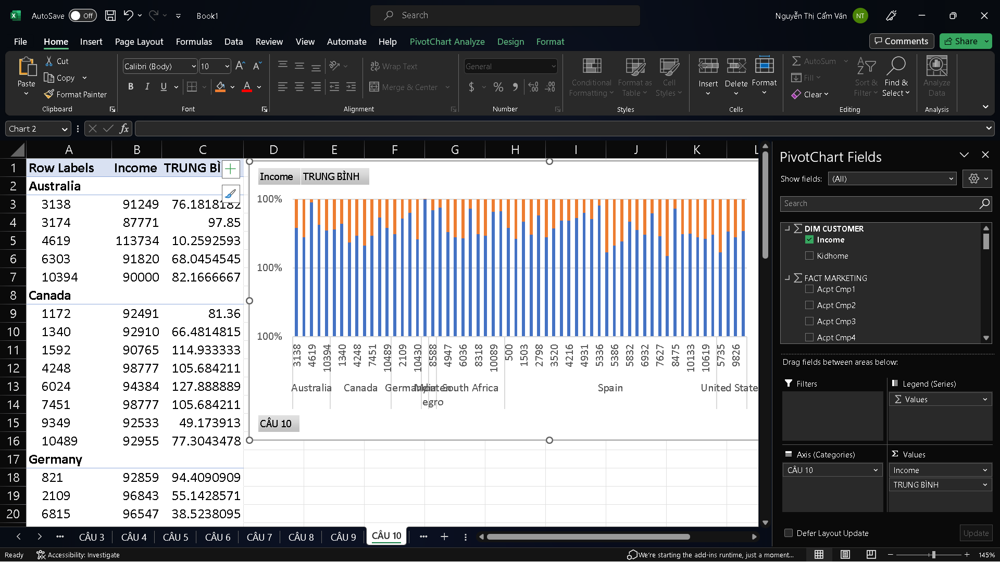 AutoSave Off Book1 Search Nguyễn Thị Cẩm Vân NT
File Home Insert Page Layout Formulas Data Review View Automate Help PivotChart Analyze Design Format Comments Share
Paste Cut Copy Format Painter Clipboard
Calibri (Body) 10 A A B I U A Font
Wrap Text Merge & Center Alignment
General $ % Number
Conditional Formatting Format as Table Cell Styles Styles
Insert Delete Format Cells
AutoSum Fill Clear Sort & Filter Find & Select Editing
Analyze Data Analysis
Chart 2 fx
A B C D E F G H I J K L
1 Row Labels Income TRUNG BÌ
2 Australia
3 3138 91249 76.1818182
4 3174 87771 97.85
5 4619 113734 10.2592593
6 6303 91820 68.0454545
7 10394 90000 82.1666667
8 Canada
9 1172 92491 81.36
10 1340 92910 66.4814815
11 1592 90765 114.933333
12 4248 98777 105.684211
13 6024 94384 127.888889
14 7451 98777 105.684211
15 9349 92533 49.173913
16 10489 92955 77.3043478
17 Germany
18 821 92859 94.4090909
19 2109 96843 55.1428571
20 6815 96547 38.5238095
Income TRUNG BÌNH
100%
100%
100%
3138 4619 10394 1340 4248 7451 10489 2109 10430 8588 4947 6036 8318 10089 500 1503 2798 3520 4216 4931 5336 5386 5832 6932 7627 8475 10133 10619 5735 9826
Australia Canada Germany South Africa Spain United State
egro
CÂU 10
PivotChart Fields
Show fields: (All)
Search
DIM CUSTOMER
Income
Kidhome
FACT MARKETING
Acpt Cmp1
Acpt Cmp2
Acpt Cmp3
Acpt Cmp4
Drag fields between areas below:
Filters Legend (Series)
Σ Values
Axis (Categories) Σ Values
CÂU 10 Income
TRUNG BÌNH
Defer Layout Update Update
CÂU 3 CÂU 4 CÂU 5 CÂU 6 CÂU 7 CÂU 8 CÂU 9 CÂU 10
Ready Accessibility: Investigate We're starting the add-ins runtime, just a moment... 145%